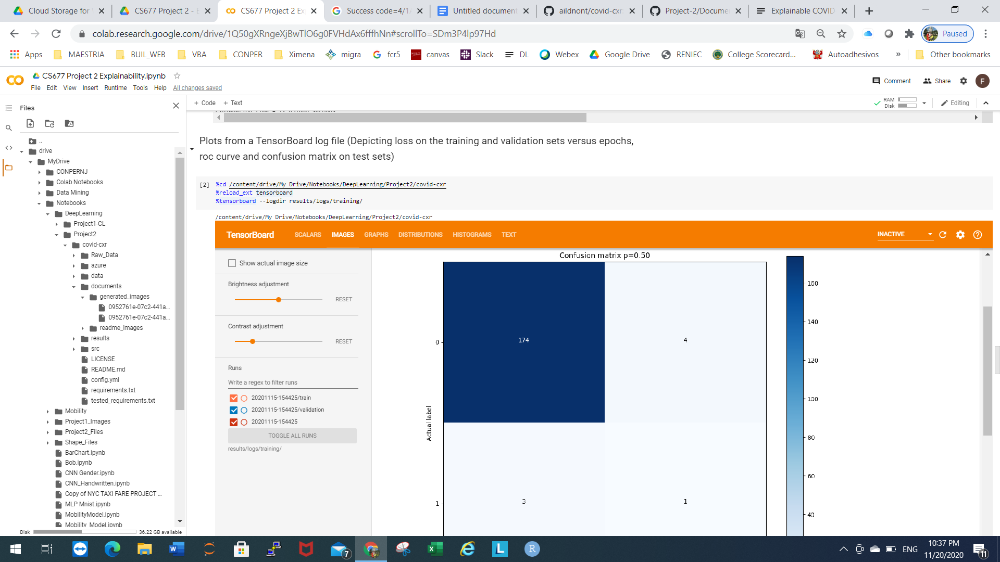 Cloud Storage for
CS677 Project 2 - E
CS677 Project 2 Ex
Success code=4/1
Untitled document
aildnont/covid-cxr
Project-2/Docume
Explainable COVID
colab.research.google.com/drive/1Q50gXRngeXjBwTlO6g0FVHdAx6fffhNn#scrollTo=SDm3P4lp97Hd
Paused
Apps MAESTRIA BUIL_WEB VBA CONPER Ximena migra fcr5 canvas Slack DL Webex Google Drive RENIEC College Scorecard... Autoadhesivos » Other bookmarks
CS677 Project 2 Explainability.ipynb
File Edit View Insert Runtime Tools Help All changes saved
Comment Share F
Files
+ Code + Text
RAM
Disk
Editing
..
drive
MyDrive
CONPERNJ
Colab Notebooks
Data Mining
Notebooks
DeepLearning
Project1-CL
Project2
covid-cxr
Raw_Data
azure
data
documents
generated_images
0952761e-07c2-441a...
0952761e-07c2-441a...
readme_images
results
src
LICENSE
README.md
config.yml
requirements.txt
tested_requirements.txt
Mobility
Project1_Images
Project2_Files
Shape_Files
BarChart.ipynb
Bob.ipynb
CNN Gender.ipynb
CNN_Handwritten.ipynb
Copy of NYC TAXI FARE PROJECT ...
MLP Mnist.ipynb
MobilityModel.ipynb
Mobility_Model.ipynb
Disk 36.22 GB available
Plots from a TensorBoard log file (Depicting loss on the training and validation sets versus epochs,
roc curve and confusion matrix on test sets)
[2] %cd /content/drive/My Drive/Notebooks/DeepLearning/Project2/covid-cxr
%reload_ext tensorboard
%tensorboard --logdir results/logs/training/
/content/drive/My Drive/Notebooks/DeepLearning/Project2/covid-cxr
TensorBoard SCALARS IMAGES GRAPHS DISTRIBUTIONS HISTOGRAMS TEXT INACTIVE
Show actual image size
Brightness adjustment
RESET
Contrast adjustment
RESET
Runs
Write a regex to filter runs
20201115-154425/train
20201115-154425/validation
20201115-154425
TOGGLE ALL RUNS
results/logs/training/
Confusion matrix p=0.50
0
174
4
Actual label
1
3
1
160
140
120
100
80
60
40
7
ENG
10:37 PM
11/20/2020
11